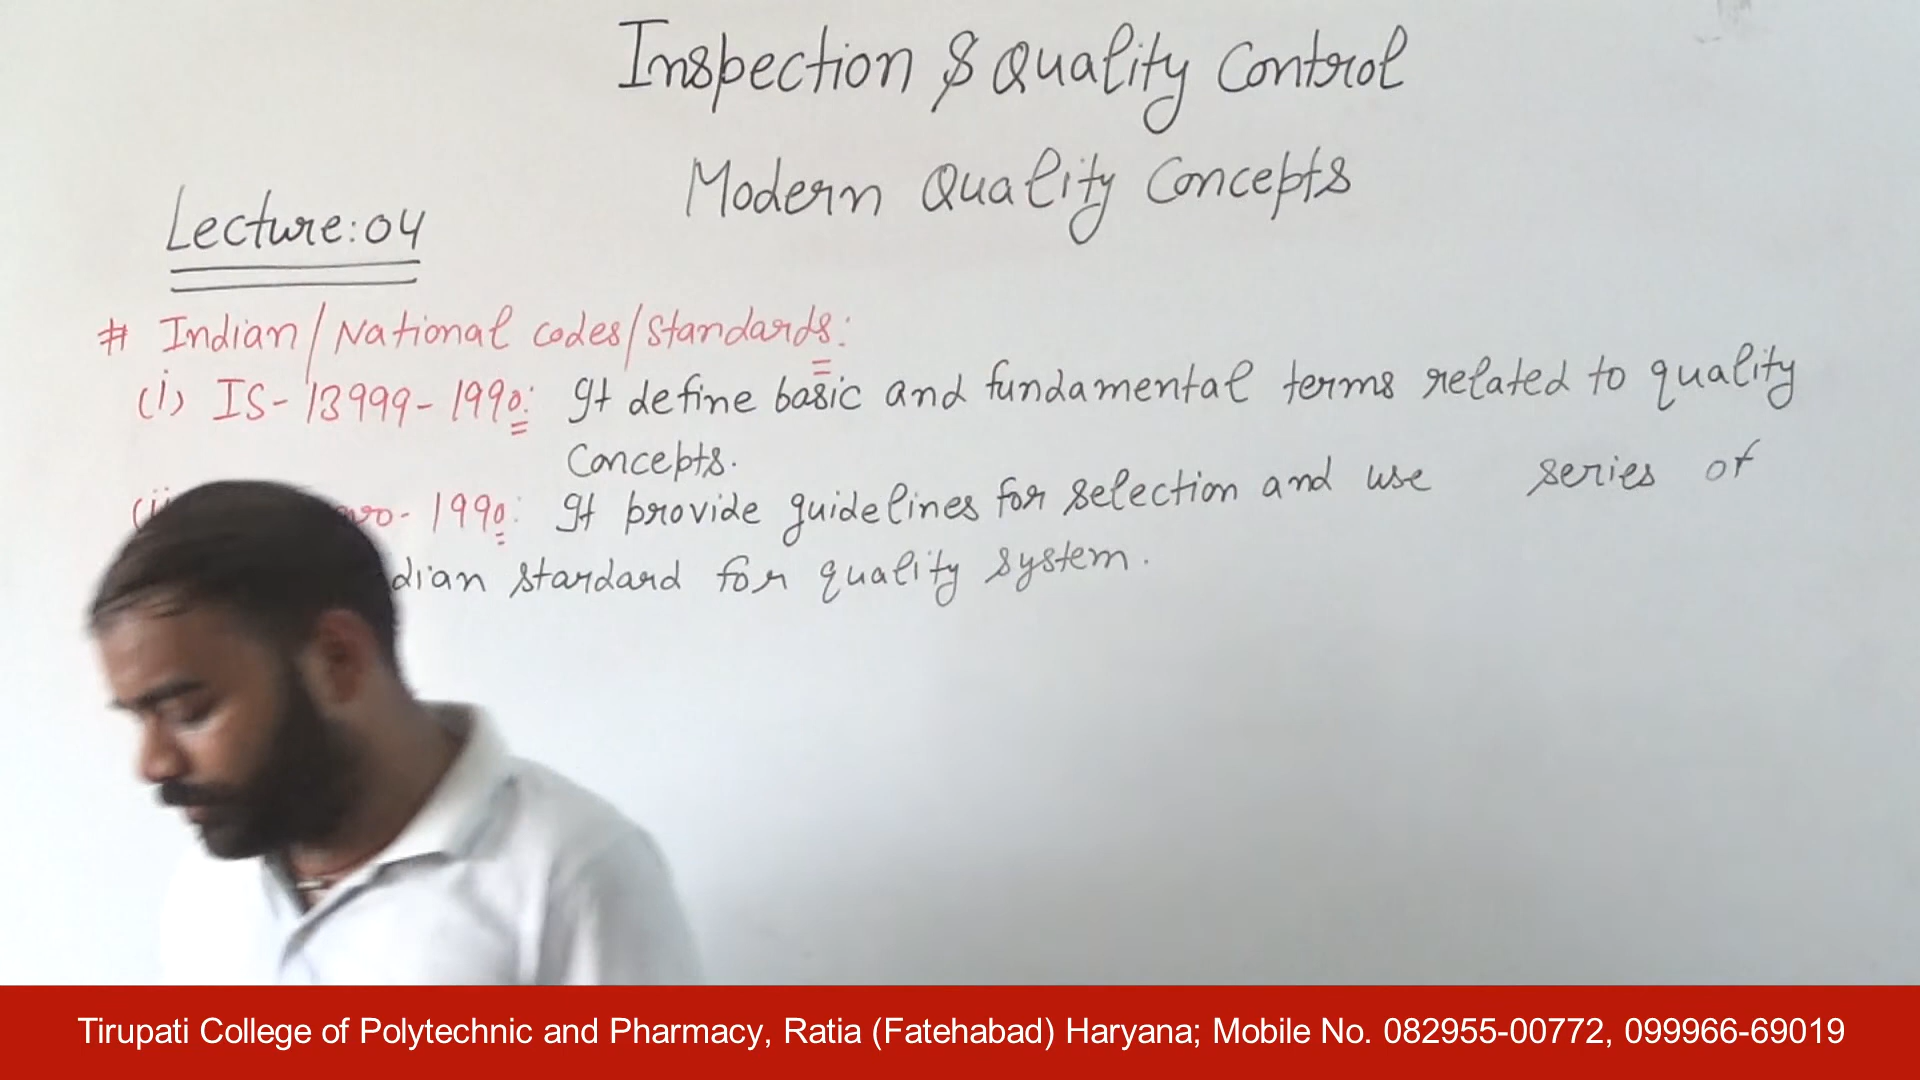 Inspection & Quality Control
Modern Quality Concepts
Lecture:04
# Indian/National codes/standards:
(i) IS-13999-1990: It define basic and fundamental terms related to quality
Concepts.
- 1990: It provide guidelines for selection and use series of
stardard for quality system.
Tirupati College of Polytechnic and Pharmacy, Ratia (Fatehabad) Haryana; Mobile No. 082955-00772, 099966-69019